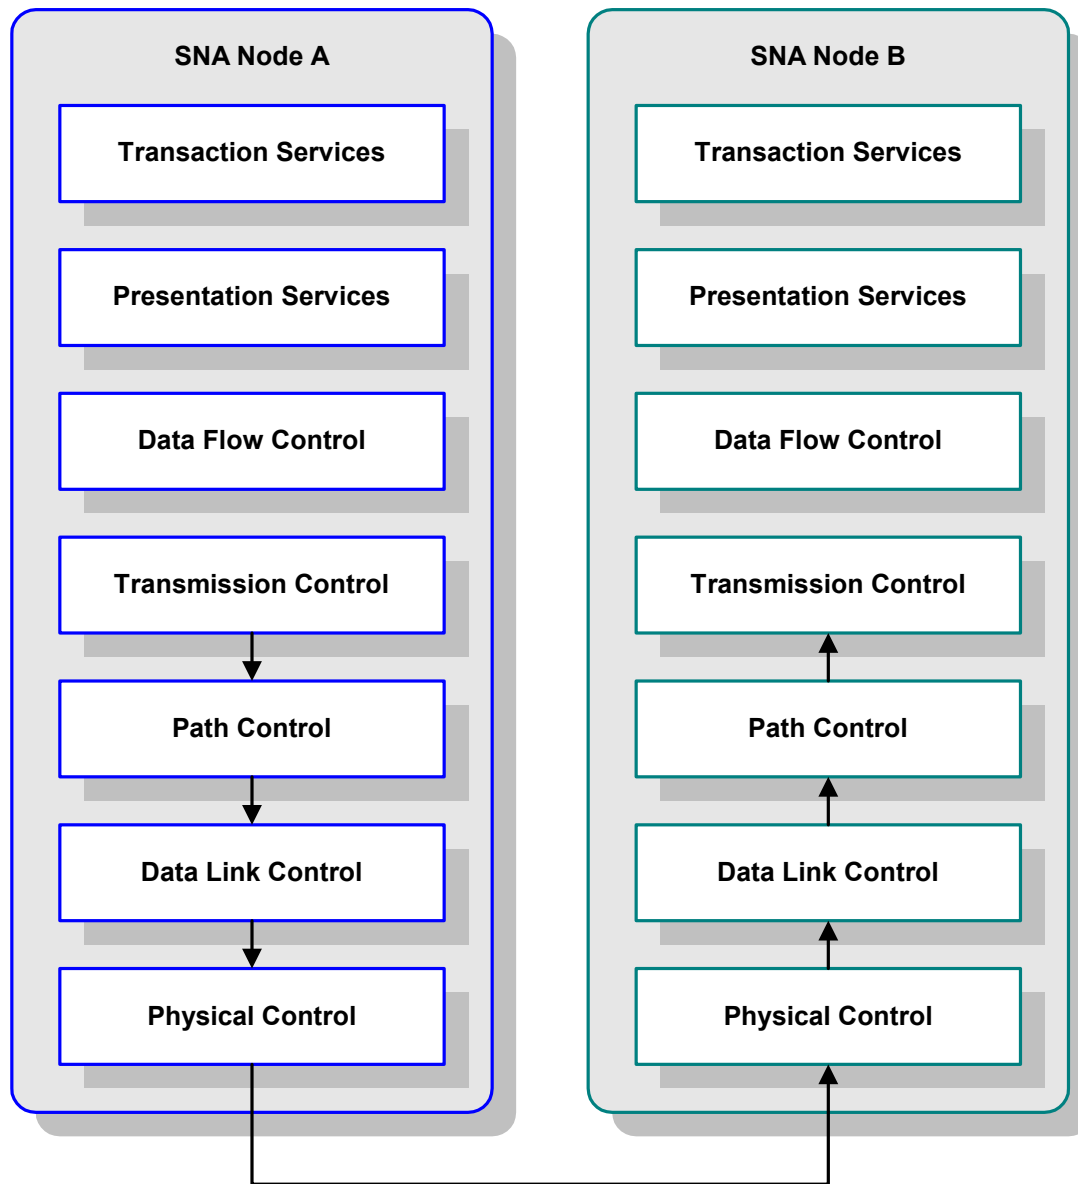 SNA Node A
Transaction Services
Presentation Services
Data Flow Control
Transmission Control
Path Control
Data Link Control
Physical Control
SNA Node B
Transaction Services
Presentation Services
Data Flow Control
Transmission Control
Path Control
Data Link Control
Physical Control